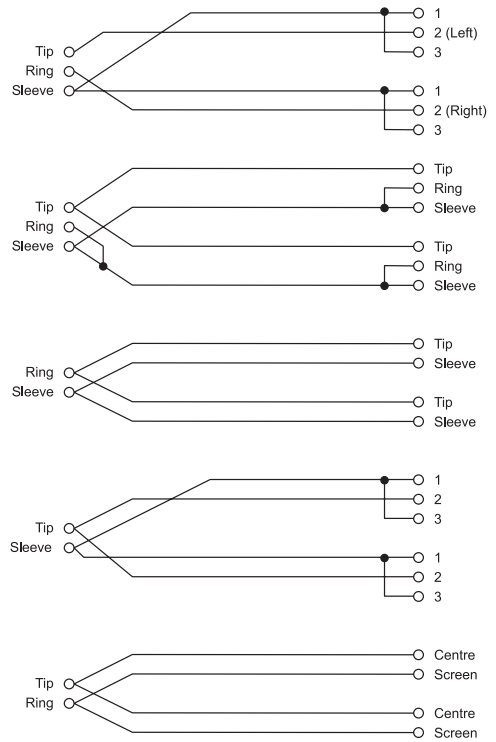 1
2 (Left)
Tip
3
Ring
Sleeve
1
2 (Right)
3
Tip
Ring
Tip
Sleeve
Ring
Sleeve
Tip
Ring
Sleeve
Tip
Ring
Sleeve
Sleeve
Tip
Sleeve
1
2
3
Tip
Sleeve
1
2
3
Centre
Screen
Tip
Ring
Centre
Screen